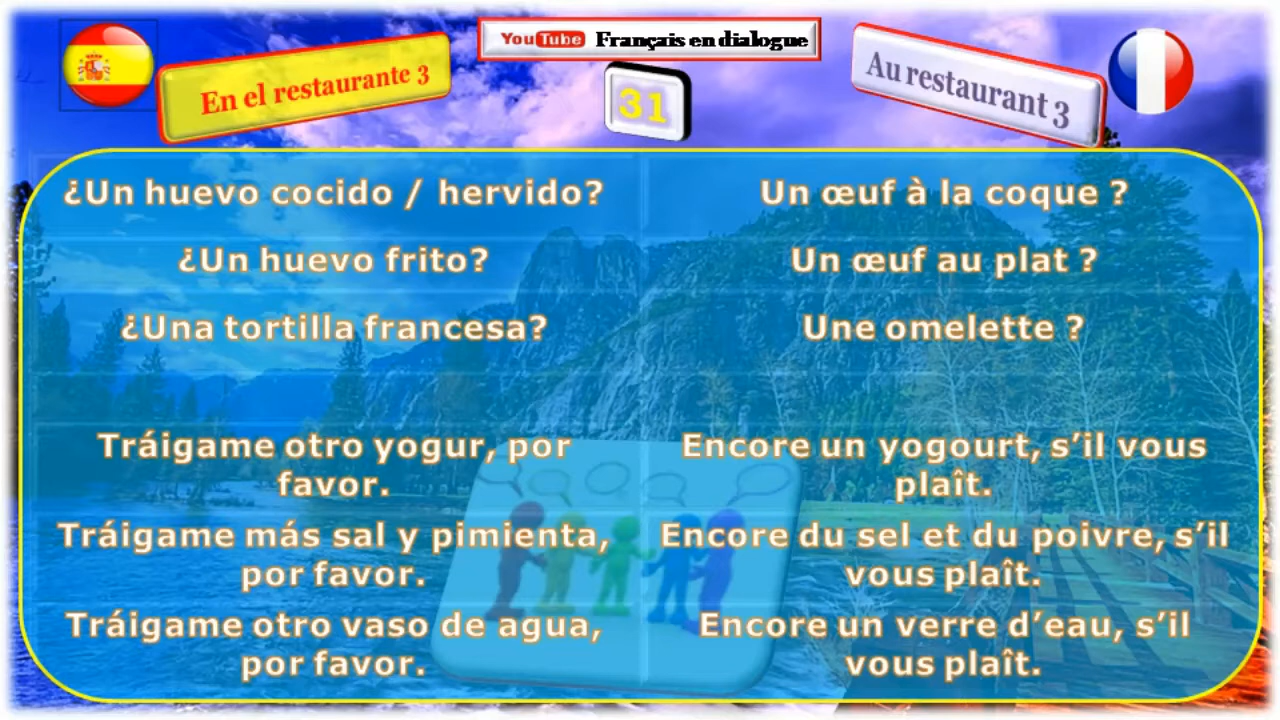 YouTube Français en dialogue
En el restaurante 3
31
Au restaurant 3
¿Un huevo cocido / hervido?
Un œuf à la coque ?
¿Un huevo frito?
Un œuf au plat ?
¿Una tortilla francesa?
Une omelette ?
Tráigame otro yogur, por
favor.
Encore un yogourt, s’il vous
plaît.
Tráigame más sal y pimienta,
por favor.
Encore du sel et du poivre, s’il
vous plaît.
Tráigame otro vaso de agua,
por favor.
Encore un verre d’eau, s’il
vous plaît.